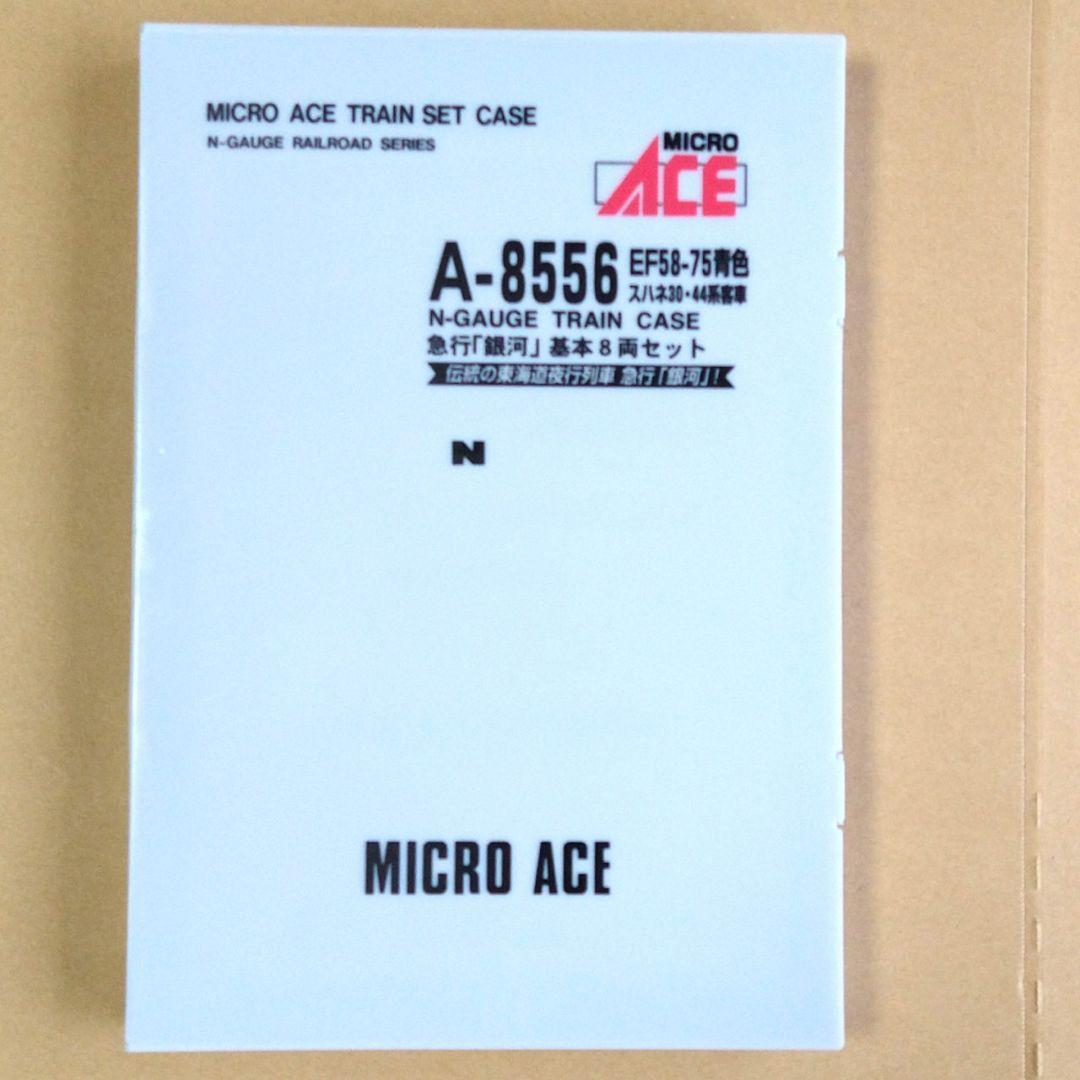 MICRO ACE TRAIN SET CASE
N-GAUGE RAILROAD SERIES
MICRO
ACE
A-8556
EF58-75青色
スハネ30・44系客車
N-GAUGE TRAIN CASE
急行「銀河」基本8両セット
伝統の東海道夜行列車 急行「銀河」!
N
MICRO ACE